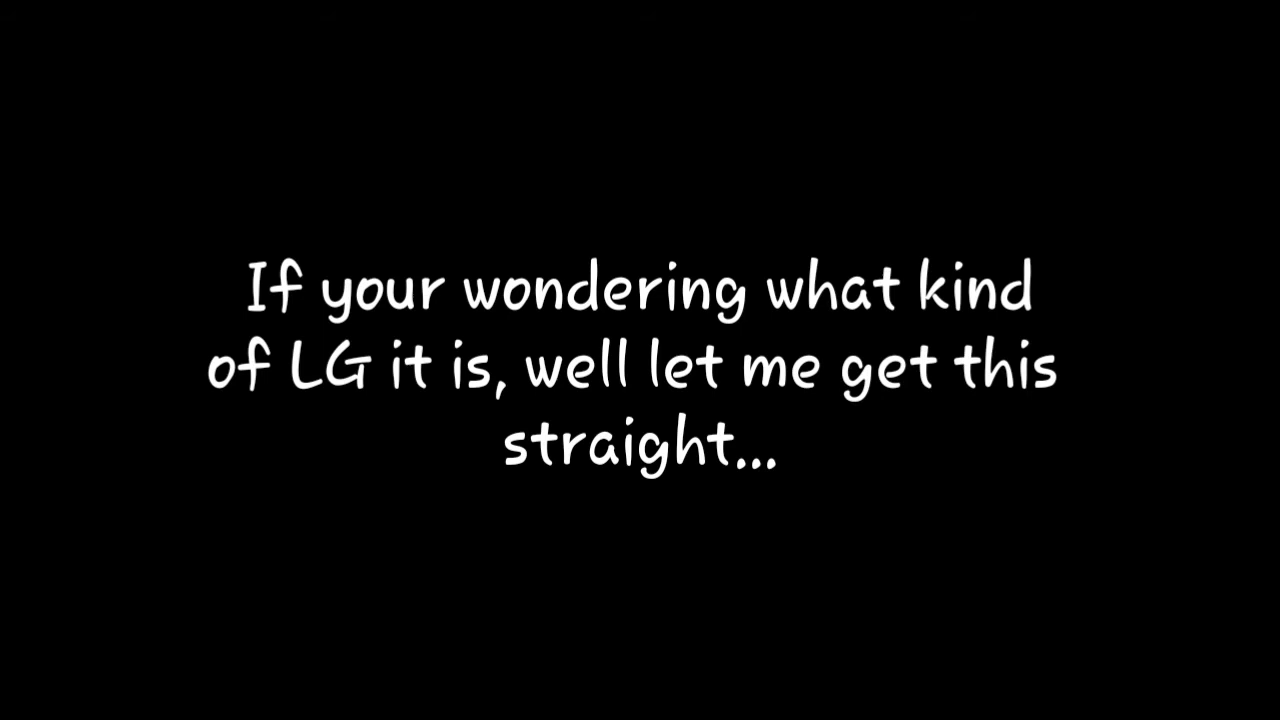 If your wondering what kind
of LG it is, well let me get this
straight...